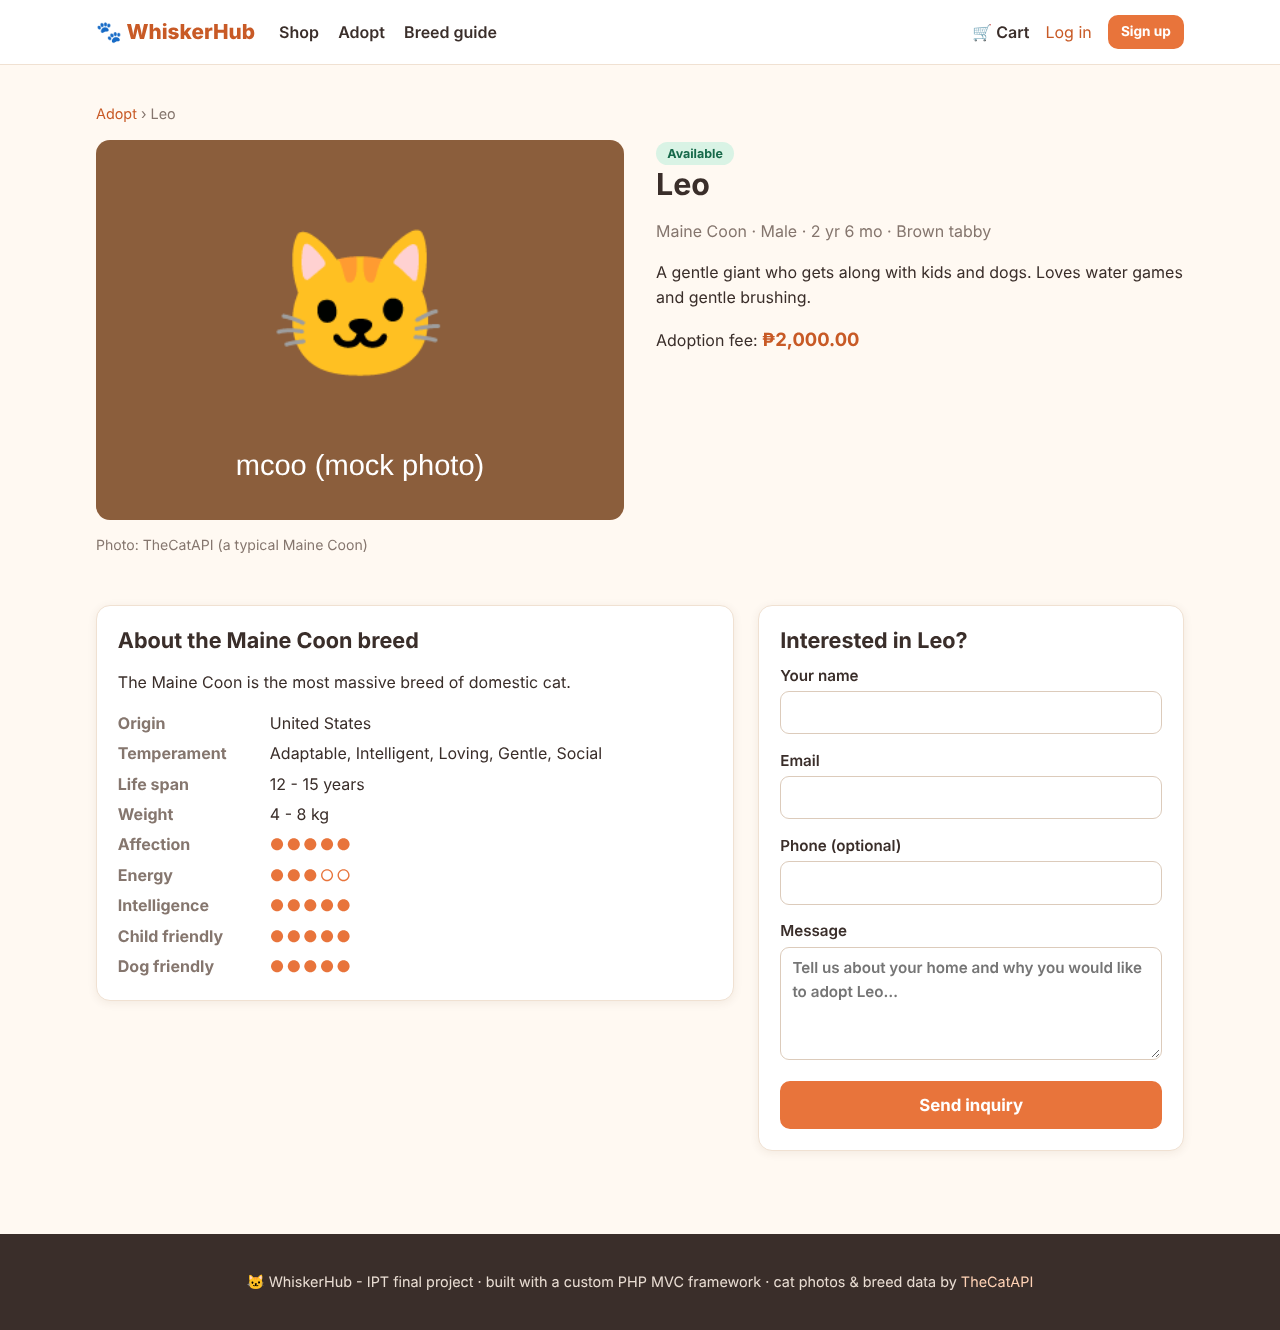 🐾 WhiskerHub Shop Adopt Breed guide 🛒 Cart Log in Sign up
Adopt › Leo
mcoo (mock photo)
Photo: TheCatAPI (a typical Maine Coon)
Available
Leo
Maine Coon · Male · 2 yr 6 mo · Brown tabby
A gentle giant who gets along with kids and dogs. Loves water games
and gentle brushing.
Adoption fee: ₱2,000.00
About the Maine Coon breed
The Maine Coon is the most massive breed of domestic cat.
Origin United States
Temperament Adaptable, Intelligent, Loving, Gentle, Social
Life span 12 - 15 years
Weight 4 - 8 kg
Affection ●●●●●
Energy ●●●○○
Intelligence ●●●●●
Child friendly ●●●●●
Dog friendly ●●●●●
Interested in Leo?
Your name
Email
Phone (optional)
Message
Tell us about your home and why you would like
to adopt Leo...
Send inquiry
🐱 WhiskerHub - IPT final project · built with a custom PHP MVC framework · cat photos & breed data by TheCatAPI